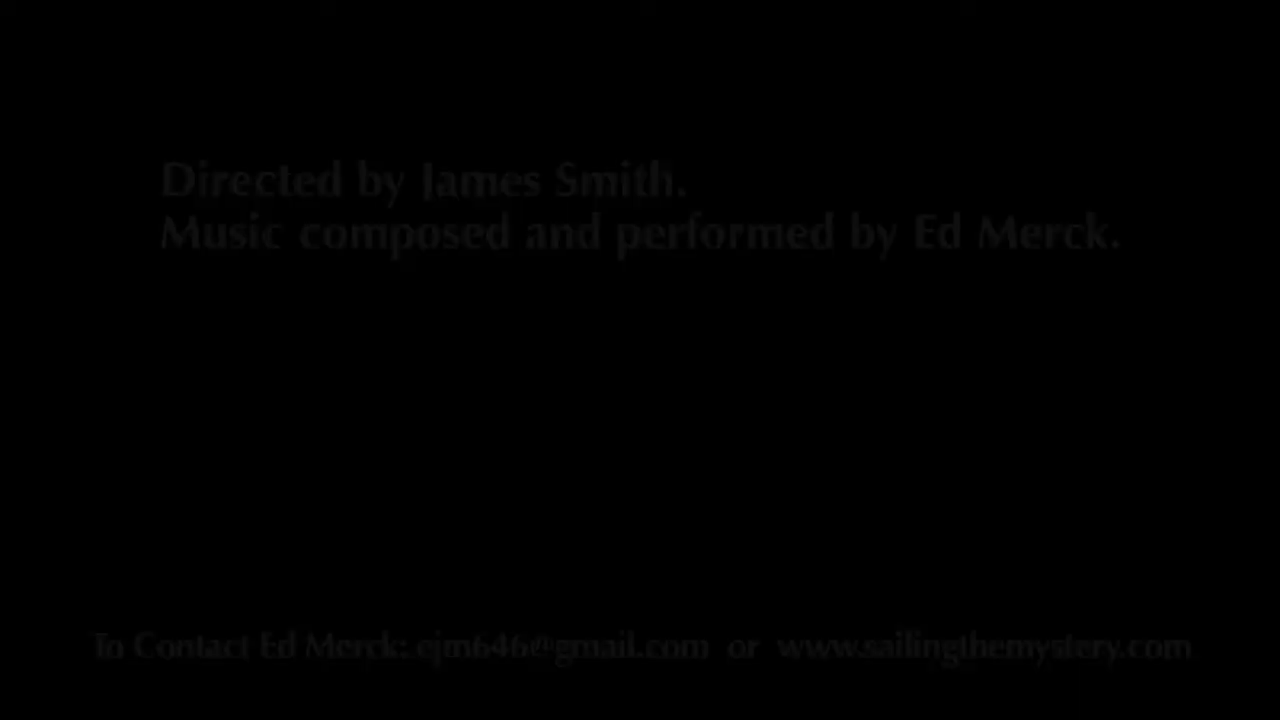 Directed by James Smith.
Music composed and performed by Ed Merck.
To Contact Ed Merck: ejm646@gmail.com or www.sailingthemystery.com